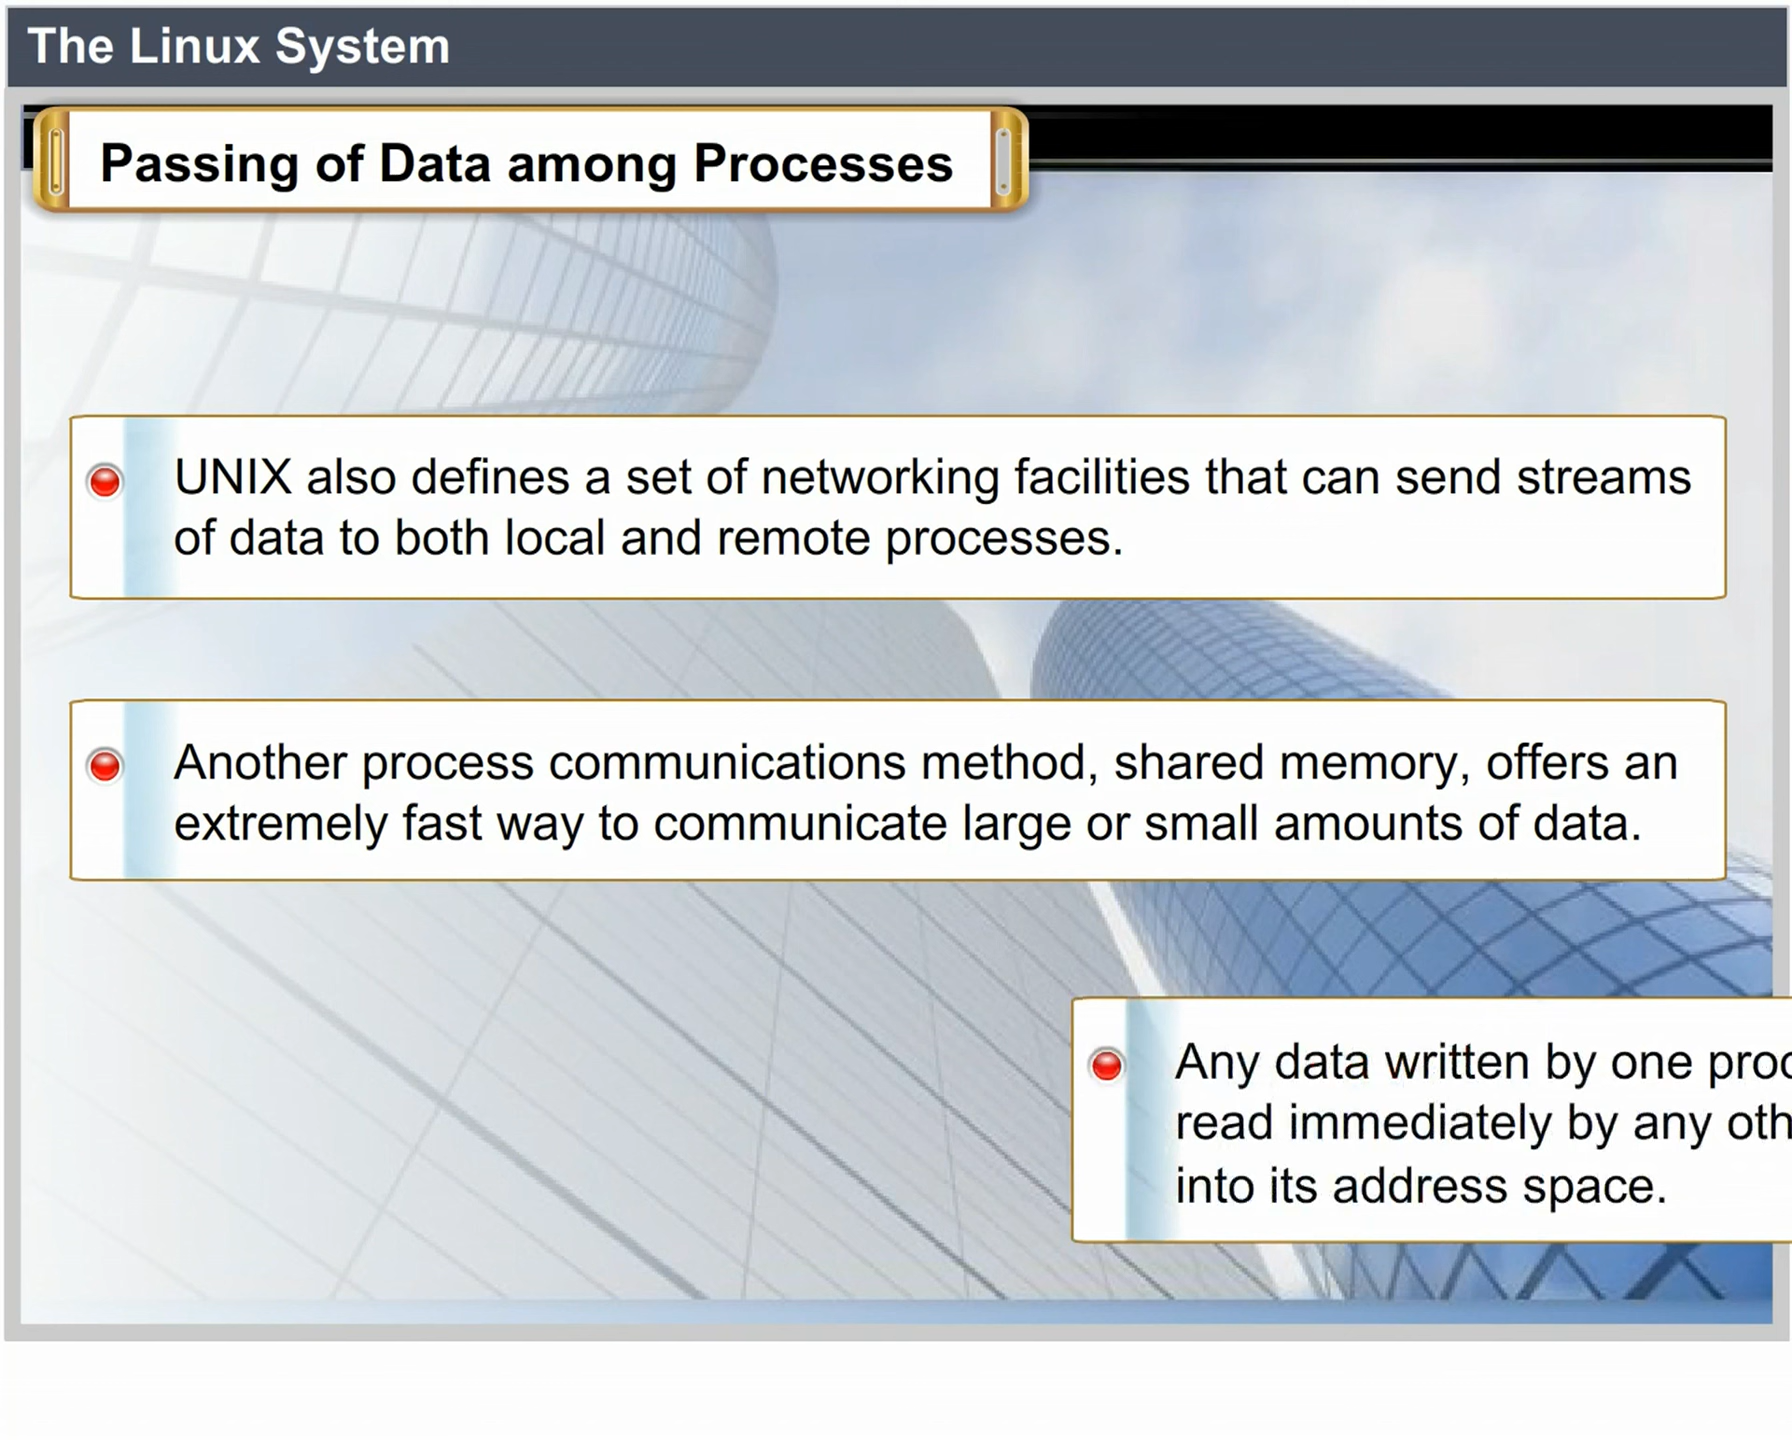 The Linux System
Passing of Data among Processes
UNIX also defines a set of networking facilities that can send streams
of data to both local and remote processes.
Another process communications method, shared memory, offers an
extremely fast way to communicate large or small amounts of data.
Any data written by one
read immediately by any
into its address space.